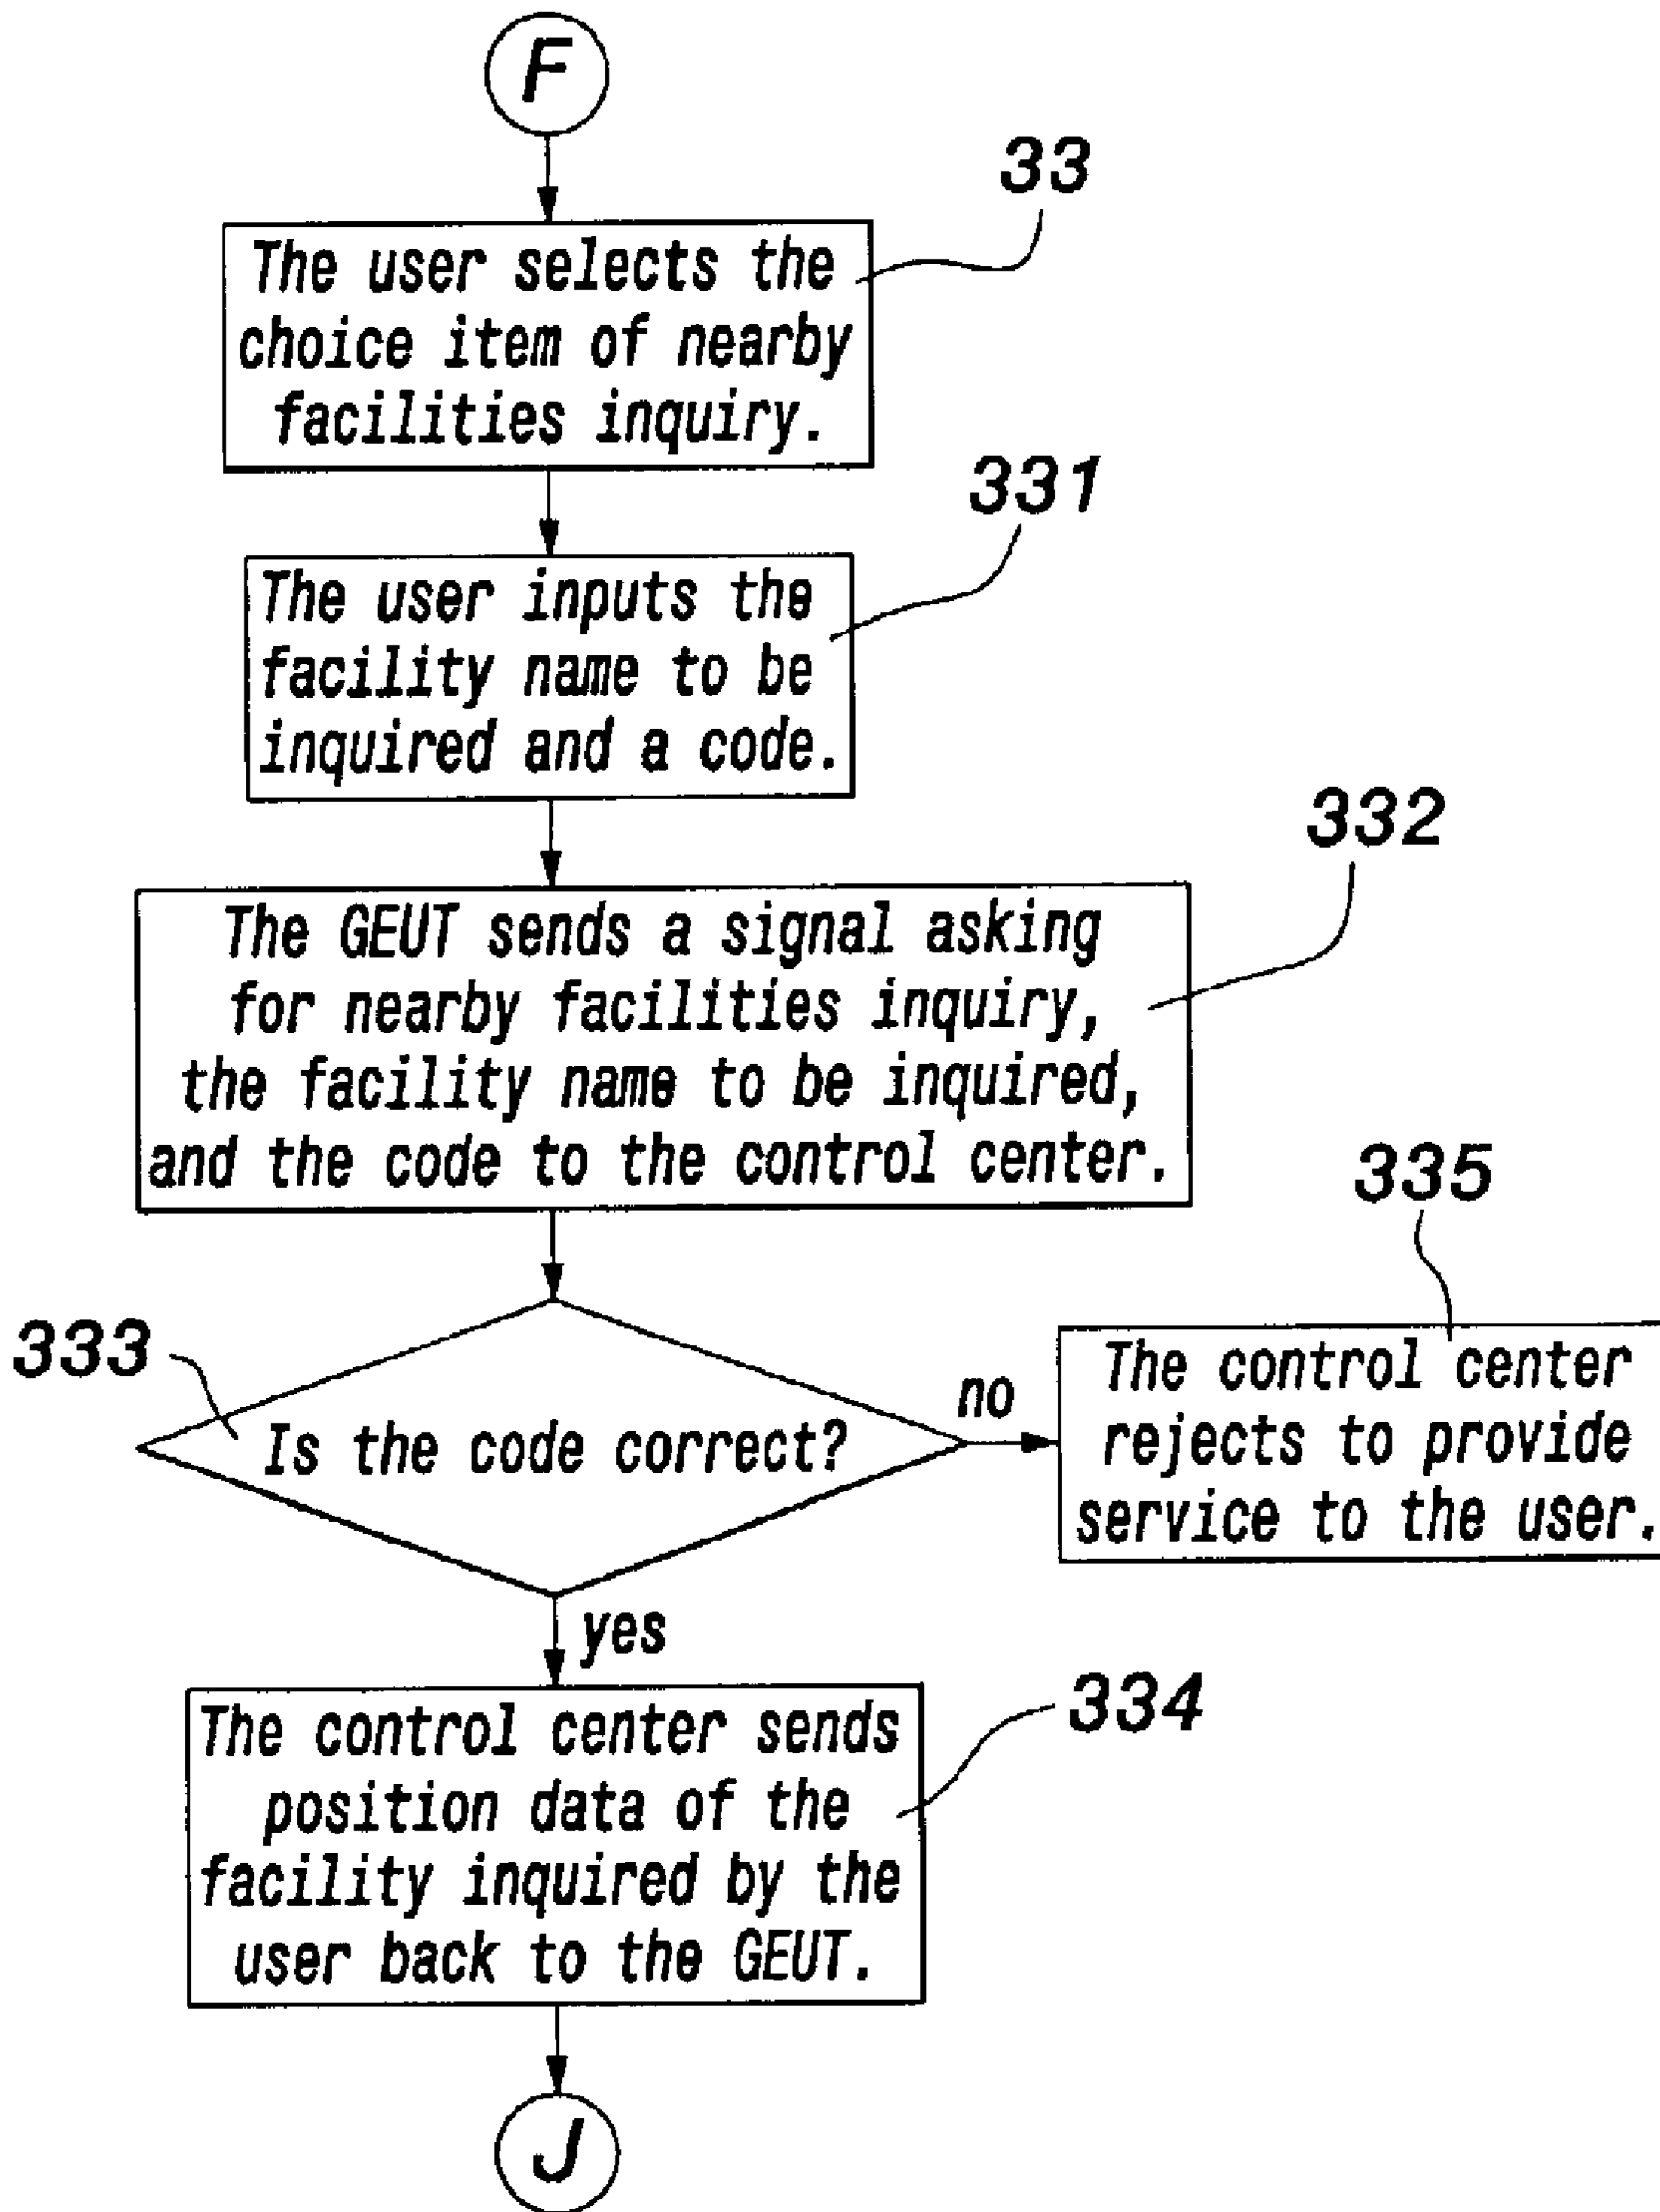 F
33
The user selects the
choice item of nearby
facilities inquiry.
331
The user inputs the
facility name to be
inquired and a code.
332
The GEUT sends a signal asking
for nearby facilities inquiry,
the facility name to be inquired,
and the code to the control center.
333
Is the code correct?
no
335
The control center
rejects to provide
service to the user.
yes
334
The control center sends
position data of the
facility inquired by the
user back to the GEUT.
J